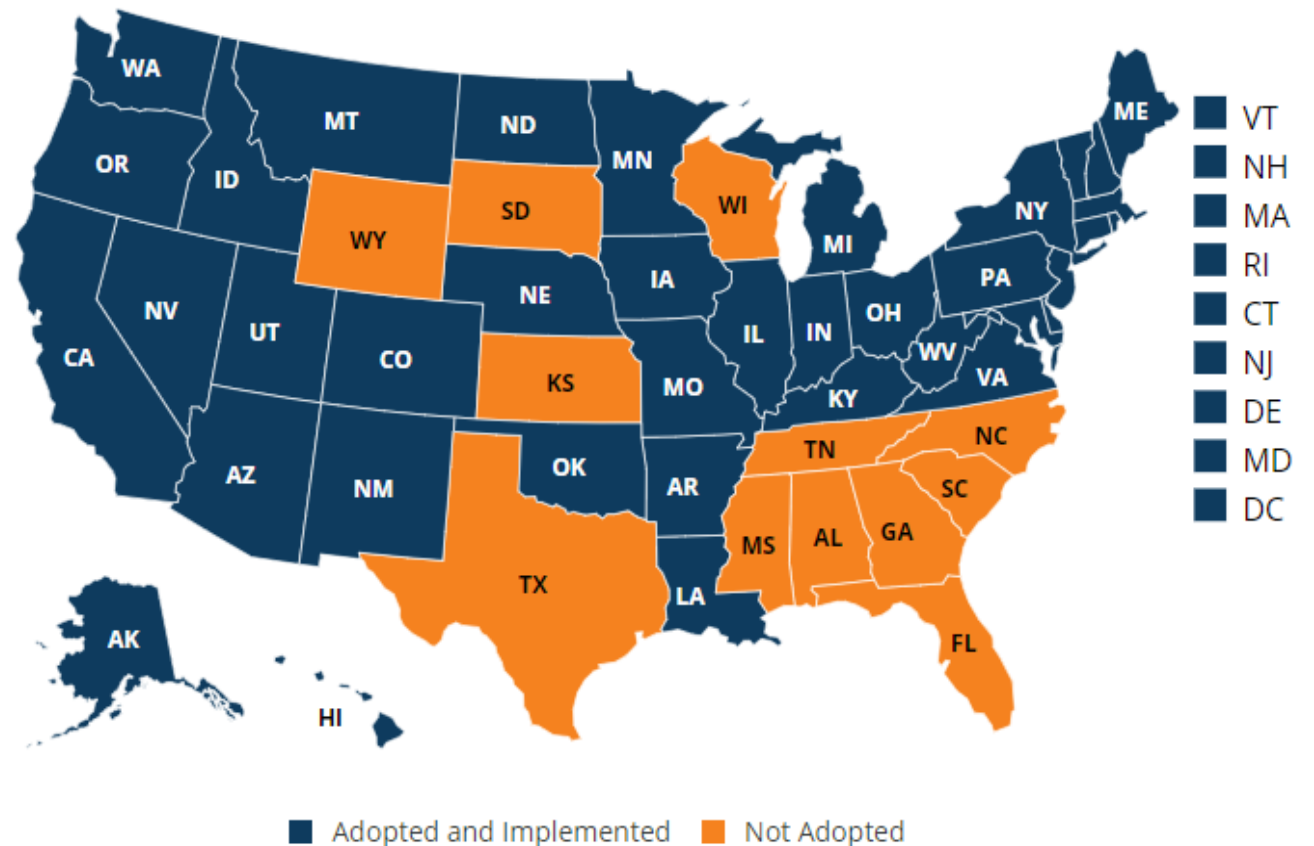 WA
MT
ND
MN
ME
OR
ID
SD
WI
NY
WY
MI
NV
UT
NE
IA
PA
CA
CO
KS
IL
IN
OH
WV
VA
MO
KY
AZ
NM
OK
AR
TN
NC
SC
MS
AL
GA
TX
LA
FL
AK
HI
VT
NH
MA
RI
CT
NJ
DE
MD
DC
Adopted and Implemented
Not Adopted